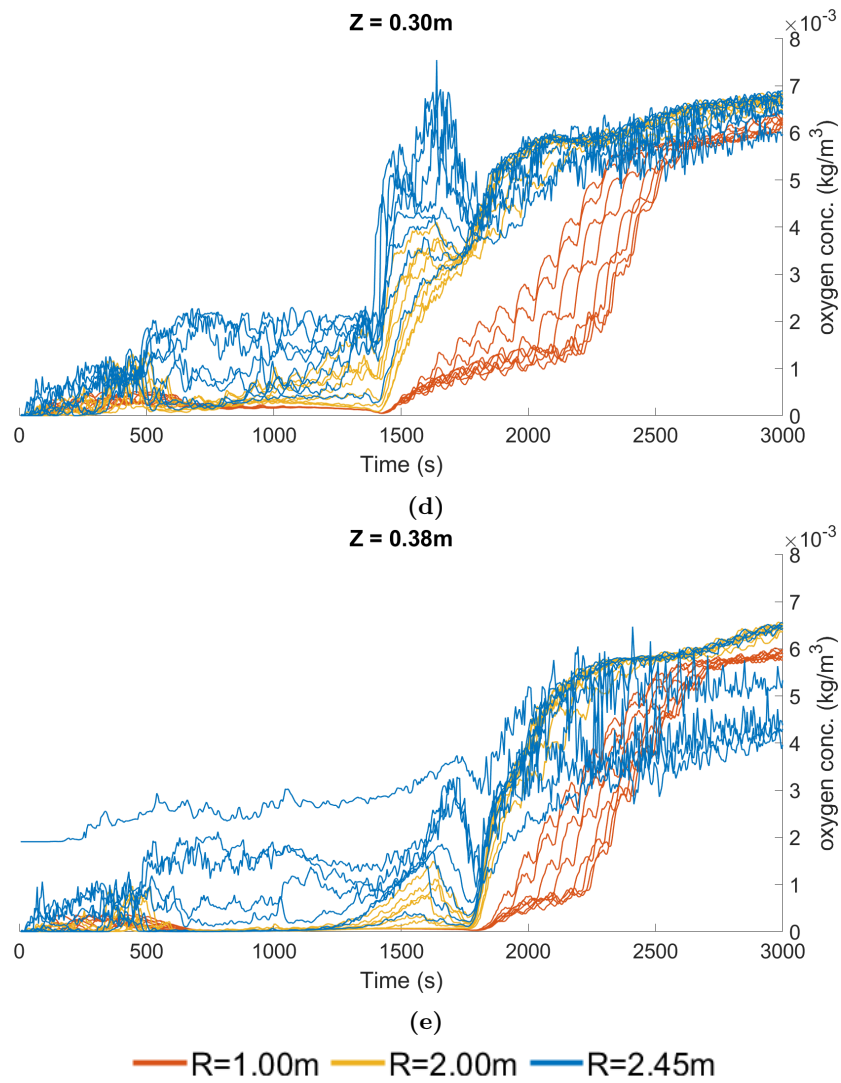 Z = 0.30m
×10-3
8
7
6
5
4
3
2
1
0
oxygen conc. (kg/m3)
0 500 1000 1500 2000 2500 3000
Time (s)
(d)
Z = 0.38m
×10-3
8
7
6
5
4
3
2
1
0
oxygen conc. (kg/m3)
0 500 1000 1500 2000 2500 3000
Time (s)
(e)
R=1.00m R=2.00m R=2.45m